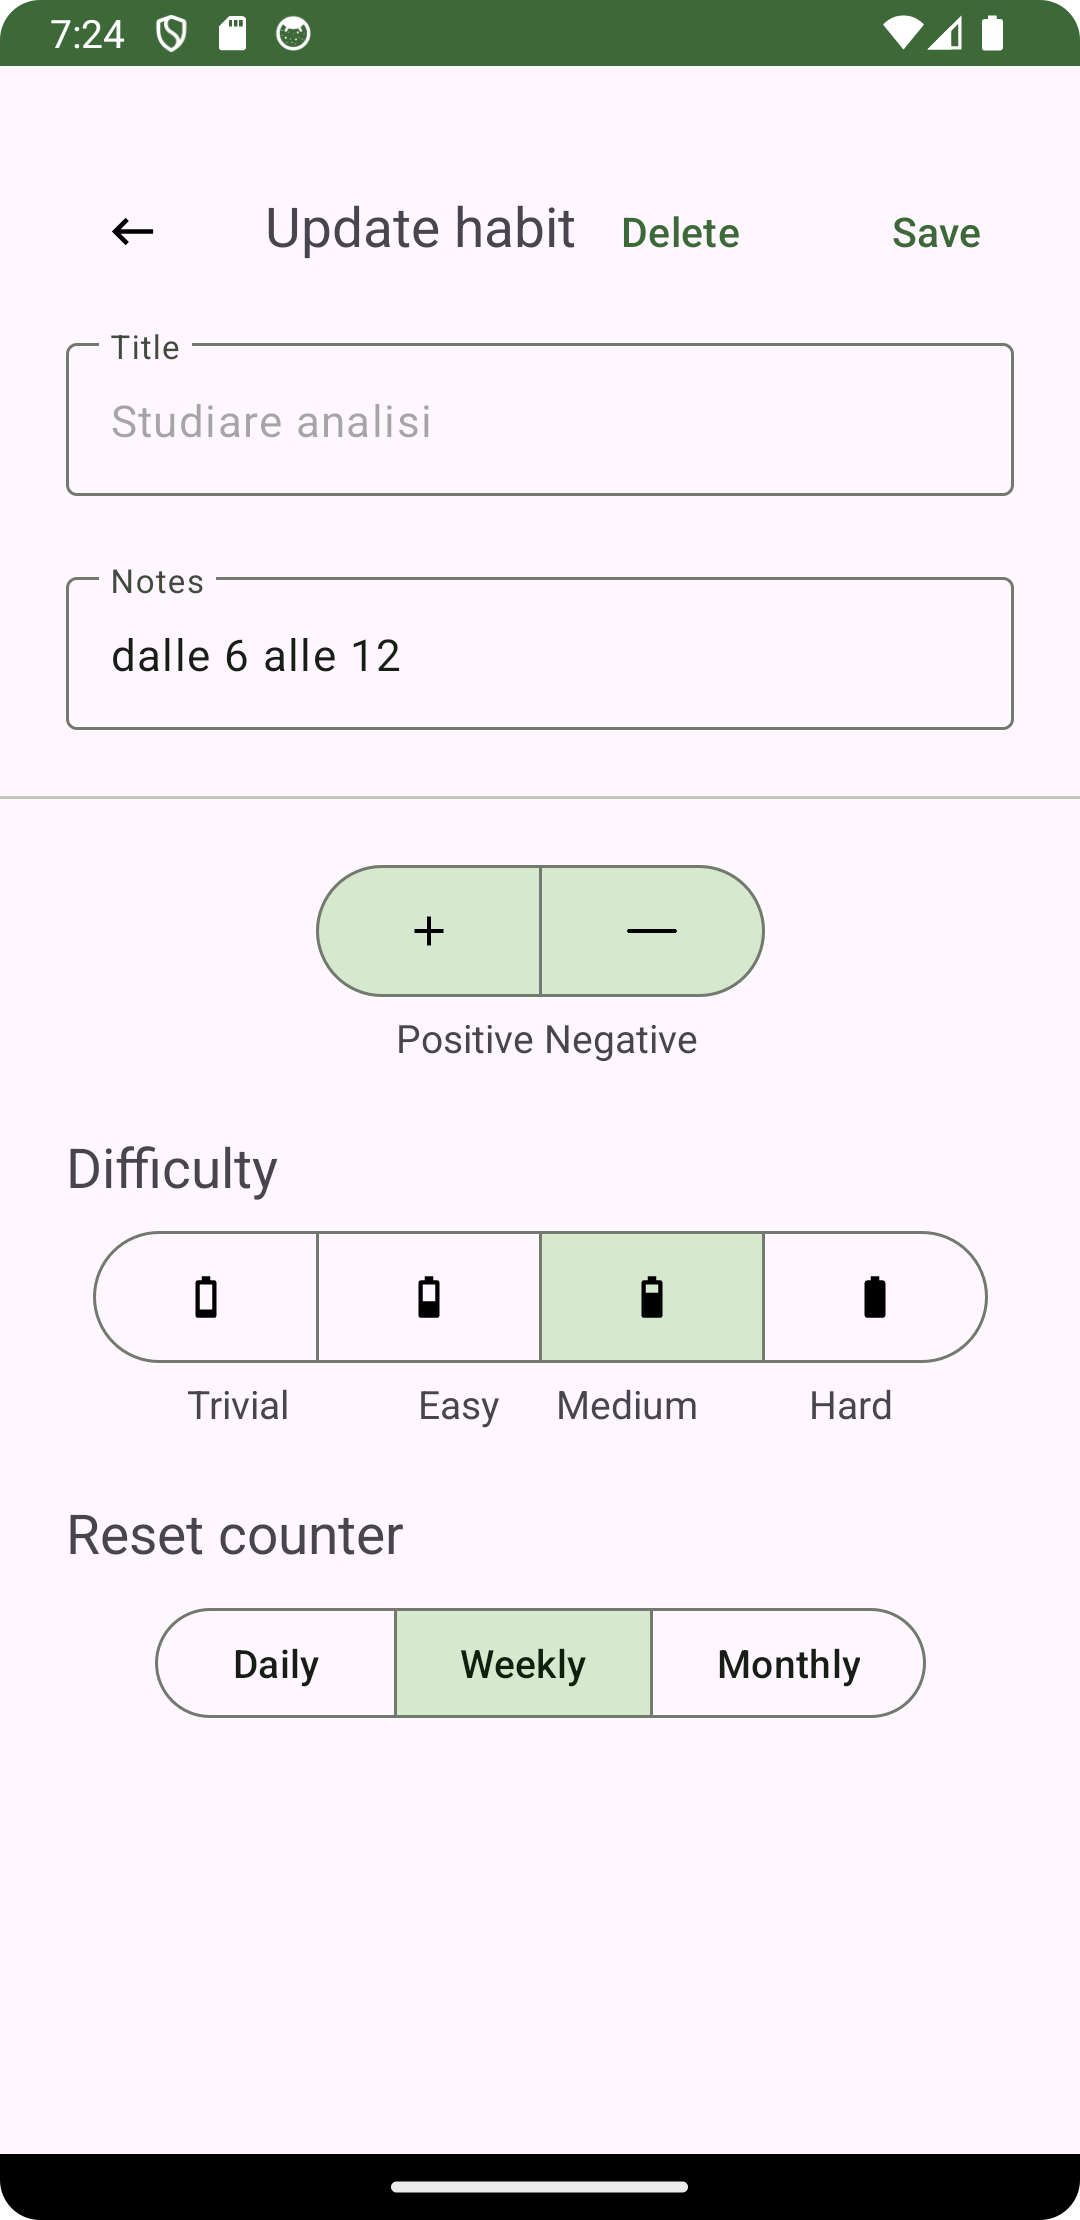 7:24
Update habit Delete Save
Title
Studiare analisi
Notes
dalle 6 alle 12
Positive Negative
Difficulty
Trivial Easy Medium Hard
Reset counter
Daily Weekly Monthly